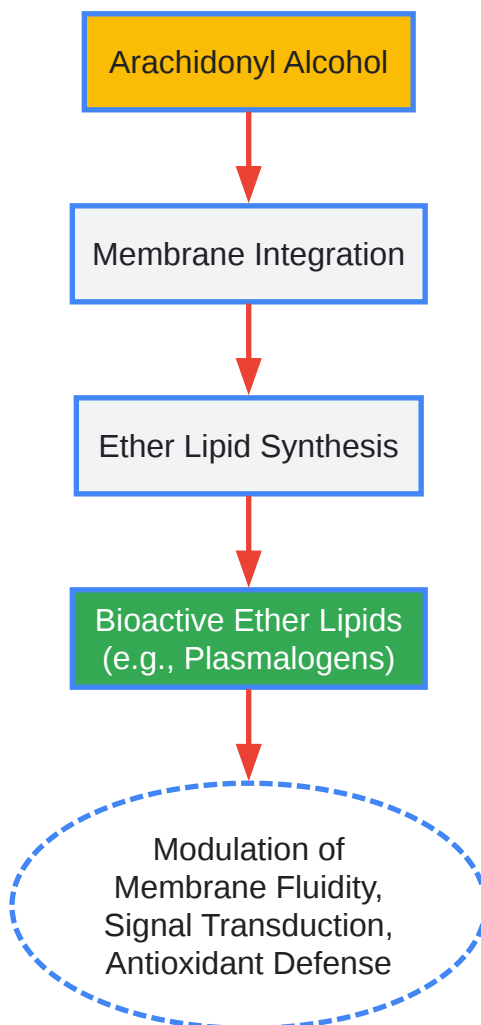 Arachidonyl Alcohol
Membrane Integration
Ether Lipid Synthesis
Bioactive Ether Lipids
(e.g., Plasmalogens)
Modulation of
Membrane Fluidity,
Signal Transduction,
Antioxidant Defense